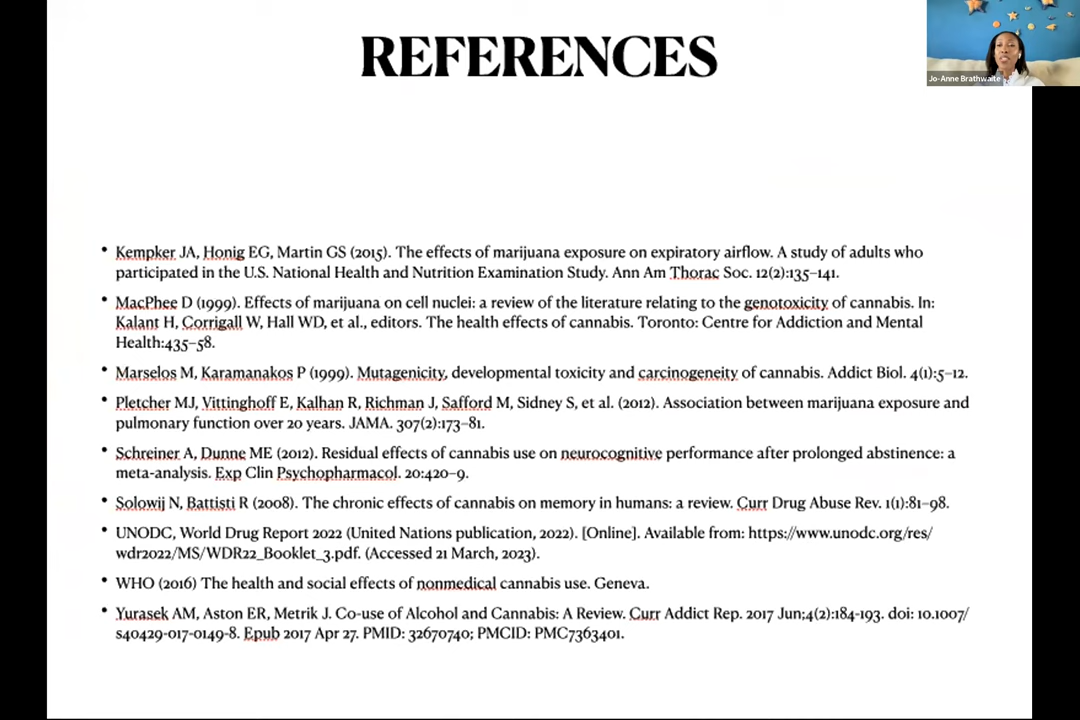 REFERENCES
Jo-Anne Brathwaite
• Kempker JA, Honig EG, Martin GS (2015). The effects of marijuana exposure on expiratory airflow. A study of adults who
participated in the U.S. National Health and Nutrition Examination Study. Ann Am Thorac Soc. 12(2):135–141.
• MacPhee D (1999). Effects of marijuana on cell nuclei: a review of the literature relating to the genotoxicity of cannabis. In:
Kalant H, Corrigall W, Hall WD, et al., editors. The health effects of cannabis. Toronto: Centre for Addiction and Mental
Health:435–58.
• Marselos M, Karamanakos P (1999). Mutagenicity, developmental toxicity and carcinogeneity of cannabis. Addict Biol. 4(1):5–12.
• Pletcher MJ, Vittinghoff E, Kalhan R, Richman J, Safford M, Sidney S, et al. (2012). Association between marijuana exposure and
pulmonary function over 20 years. JAMA. 307(2):173–81.
• Schreiner A, Dunne ME (2012). Residual effects of cannabis use on neurocognitive performance after prolonged abstinence: a
meta-analysis. Exp Clin Psychopharmacol. 20:420–9.
• Solowij N, Battisti R (2008). The chronic effects of cannabis on memory in humans: a review. Curr Drug Abuse Rev. 1(1):81–98.
• UNODC, World Drug Report 2022 (United Nations publication, 2022). [Online]. Available from: https://www.unodc.org/res/
wdr2022/MS/WDR22_Booklet_3.pdf. (Accessed 21 March, 2023).
• WHO (2016) The health and social effects of nonmedical cannabis use. Geneva.
• Yurasek AM, Aston ER, Metrik J. Co-use of Alcohol and Cannabis: A Review. Curr Addict Rep. 2017 Jun;4(2):184-193. doi: 10.1007/
s40429-017-0149-8. Epub 2017 Apr 27. PMID: 32670740; PMCID: PMC7363401.